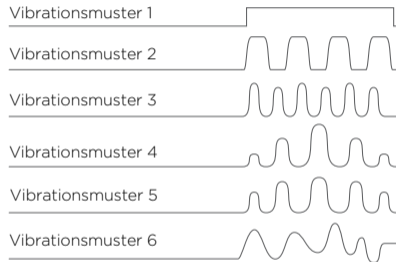 Vibrationsmuster 1
Vibrationsmuster 2
Vibrationsmuster 3
Vibrationsmuster 4
Vibrationsmuster 5
Vibrationsmuster 6